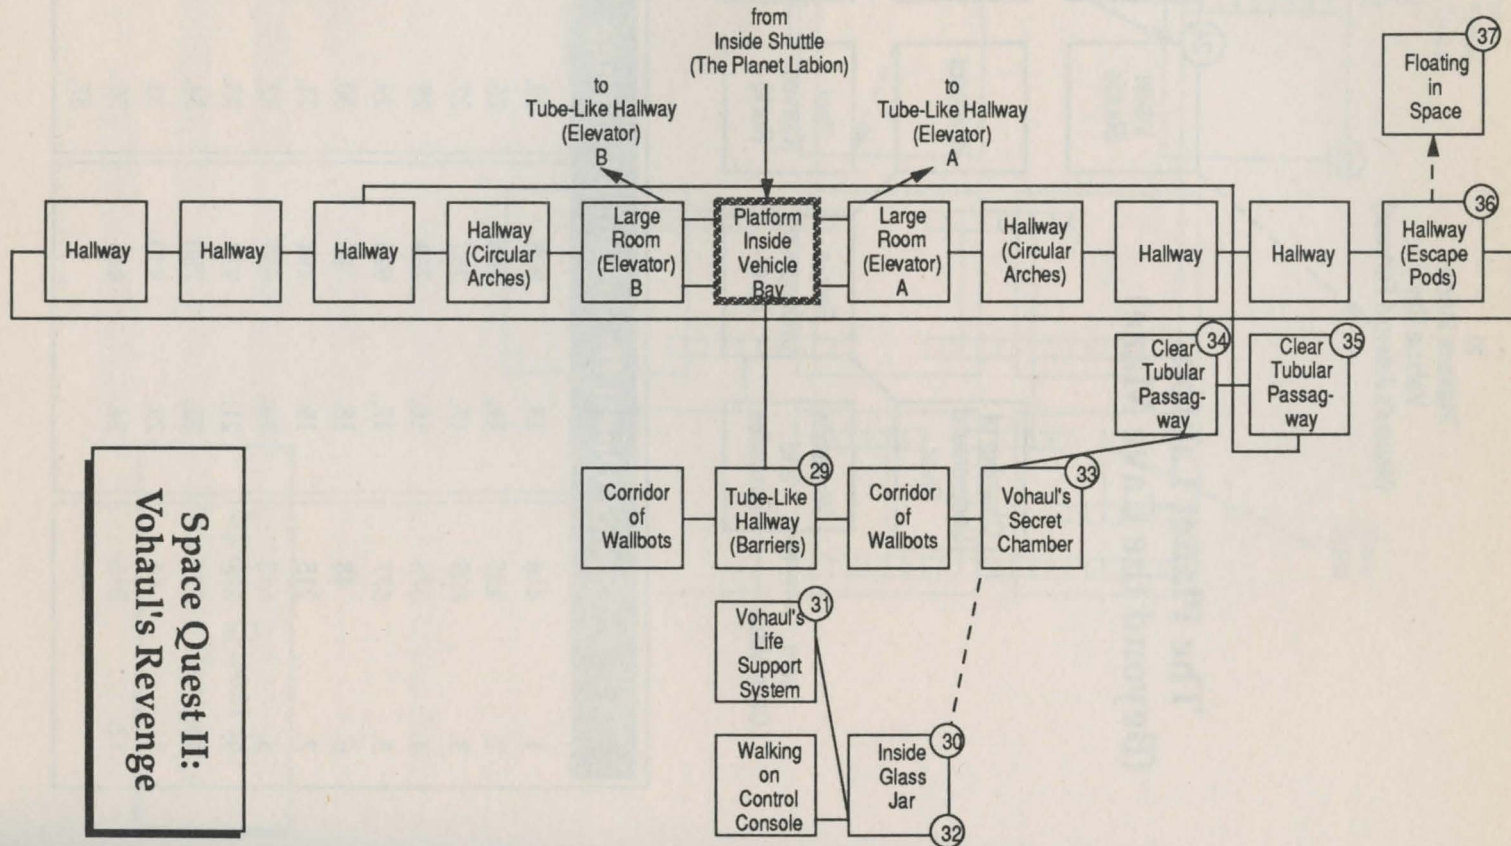 from
Inside Shuttle
(The Planet Labion)
to
Tube-Like Hallway
(Elevator)
B
to
Tube-Like Hallway
(Elevator)
A
37
Floating
in
Space
Hallway
Hallway
Hallway
Hallway
(Circular
Arches)
Large
Room
(Elevator)
B
Platform
Inside
Vehicle
Bay
Large
Room
(Elevator)
A
Hallway
(Circular
Arches)
Hallway
Hallway
36
Hallway
(Escape
Pods)
34
Clear
Tubular
Passag-
way
35
Clear
Tubular
Passag-
way
Corridor
of
Wallbots
29
Tube-Like
Hallway
(Barriers)
Corridor
of
Wallbots
33
Vohaul's
Secret
Chamber
31
Vohaul's
Life
Support
System
Walking
on
Control
Console
30
Inside
Glass
Jar
32
Space Quest II:
Vohaul's Revenge